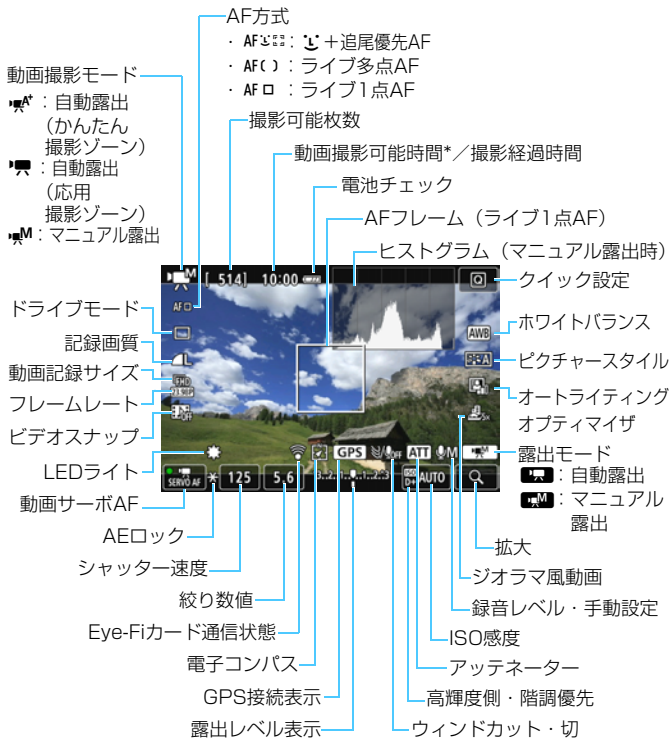 AF方式
・AF：＋追尾優先AF
・AF( )：ライブ多点AF
・AF□：ライブ1点AF
動画撮影モード
A+：自動露出
（かんたん
撮影ゾーン）
：自動露出
（応用
撮影ゾーン）
M：マニュアル露出
撮影可能枚数
動画撮影可能時間*／撮影経過時間
電池チェック
AFフレーム（ライブ1点AF）
ヒストグラム（マニュアル露出時）
クイック設定
ドライブモード
記録画質
動画記録サイズ
フレームレート
ビデオスナップ
LEDライト
動画サーボAF
ホワイトバランス
ピクチャースタイル
オートライティング
オプティマイザ
露出モード
：自動露出
M：マニュアル
露出
M [ 514] 10:00
Q
AF□
AWB
L
FHD
23.98P
OFF
5×
GPS
OFF
ATT
M
M
SERVO AF
125
5.6
3..2..1..▼..1..2..3
ISO
D+
AUTO
AEロック
シャッター速度
絞り数値
Eye-Fiカード通信状態
電子コンパス
GPS接続表示
露出レベル表示
拡大
ジオラマ風動画
録音レベル・手動設定
ISO感度
アッテネーター
高輝度側・階調優先
ウィンドカット・切